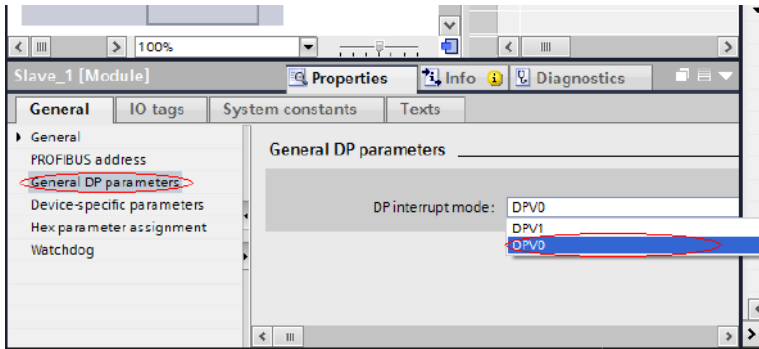 100%
Slave_1 [Module]
Properties
Info
Diagnostics
General
IO tags
System constants
Texts
General
PROFIBUS address
General DP parameters
Device-specific parameters
Hex parameter assignment
Watchdog
General DP parameters
DP interrupt mode: DPV0
DPV1
DPV0